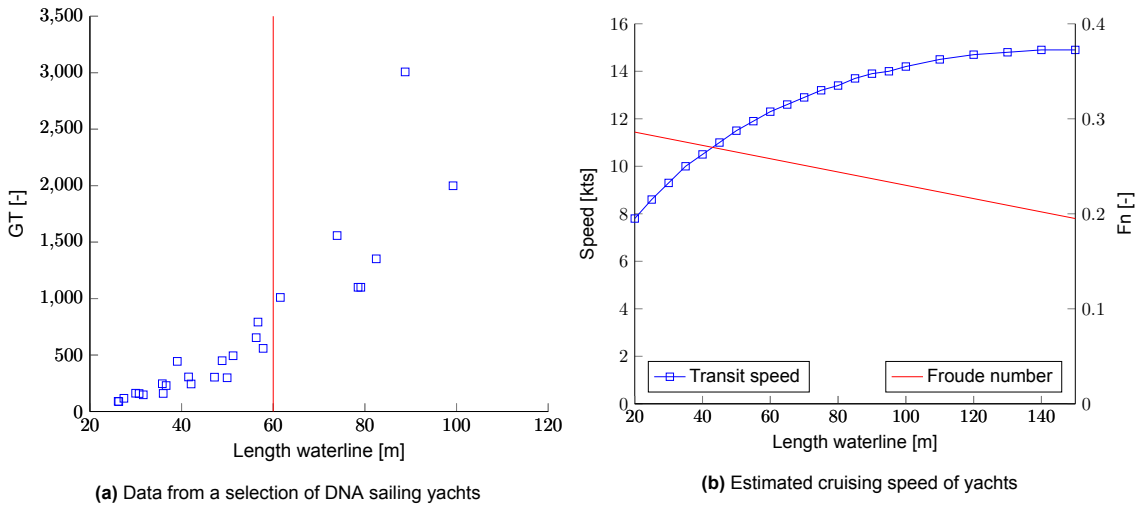 3,500
3,000
2,500
2,000
1,500
1,000
500
0
GT [-]
20 40 60 80 100 120
Length waterline [m]
(a) Data from a selection of DNA sailing yachts
16
14
12
10
8
6
4
2
0
Speed [kts]
0.4
0.3
0.2
0.1
0
Fn [-]
Transit speed
Froude number
20 40 60 80 100 120 140
Length waterline [m]
(b) Estimated cruising speed of yachts